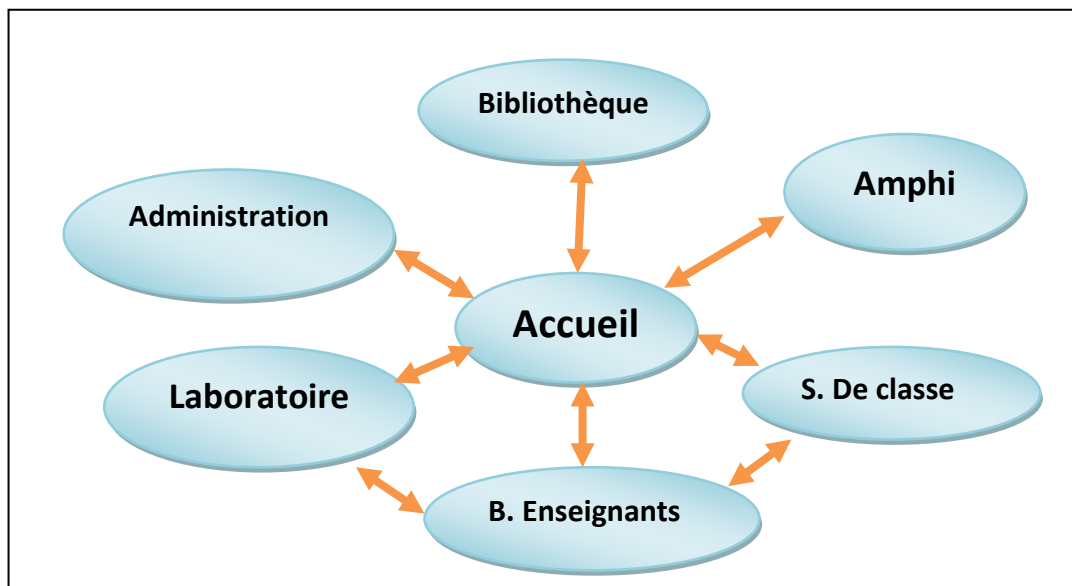 Bibliothèque
Amphi
Administration
Accueil
Laboratoire
S. De classe
B. Enseignants